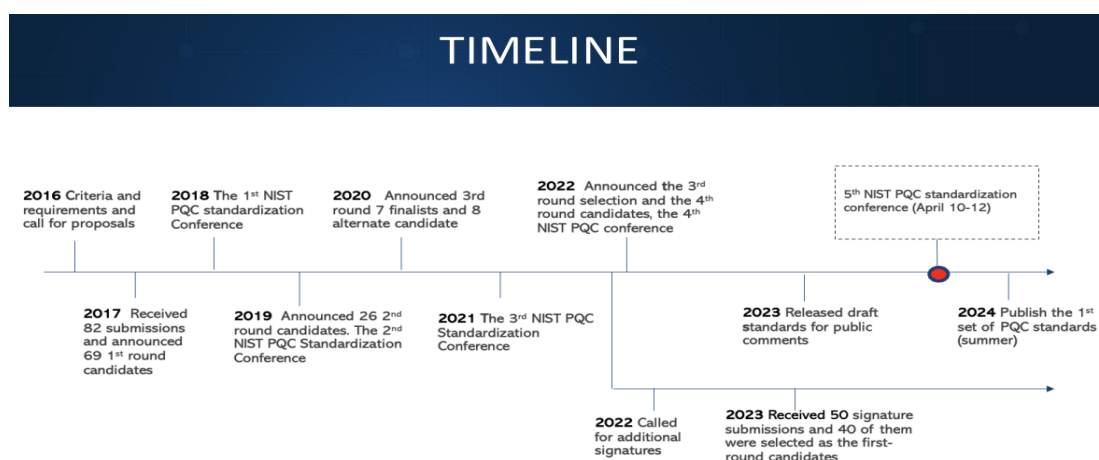 TIMELINE
2016 Criteria and
requirements and
call for proposals
2018 The 1st NIST
PQC standardization
Conference
2020 Announced 3rd
round 7 finalists and 8
alternate candidate
2022 Announced the 3rd
round selection and the 4th
round candidates, the 4th
NIST PQC conference
5th NIST PQC standardization
conference (April 10-12)
2017 Received
82 submissions
and announced
69 1st round
candidates
2019 Announced 26 2nd
round candidates. The 2nd
NIST PQC Standardization
Conference
2021 The 3rd NIST PQC
Standardization
Conference
2023 Released draft
standards for public
comments
2024 Publish the 1st
set of PQC standards
(summer)
2022 Called
for additional
signatures
2023 Received 50 signature
submissions and 40 of them
were selected as the first-
round candidates